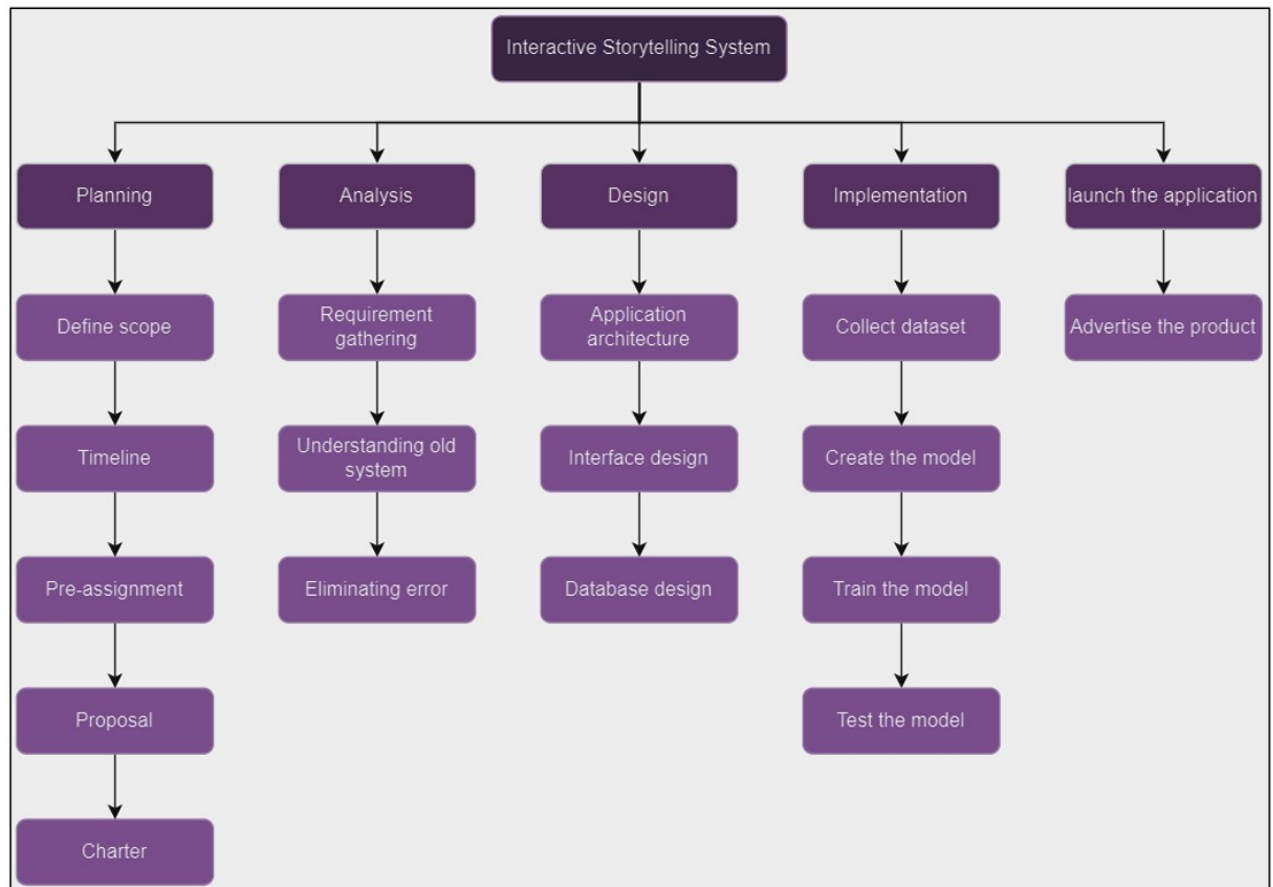 Interactive Storytelling System
Planning
Define scope
Timeline
Pre-assignment
Proposal
Charter
Analysis
Requirement
gathering
Understanding old
system
Eliminating error
Design
Application
architecture
Interface design
Database design
Implementation
Collect dataset
Create the model
Train the model
Test the model
launch the application
Advertise the product